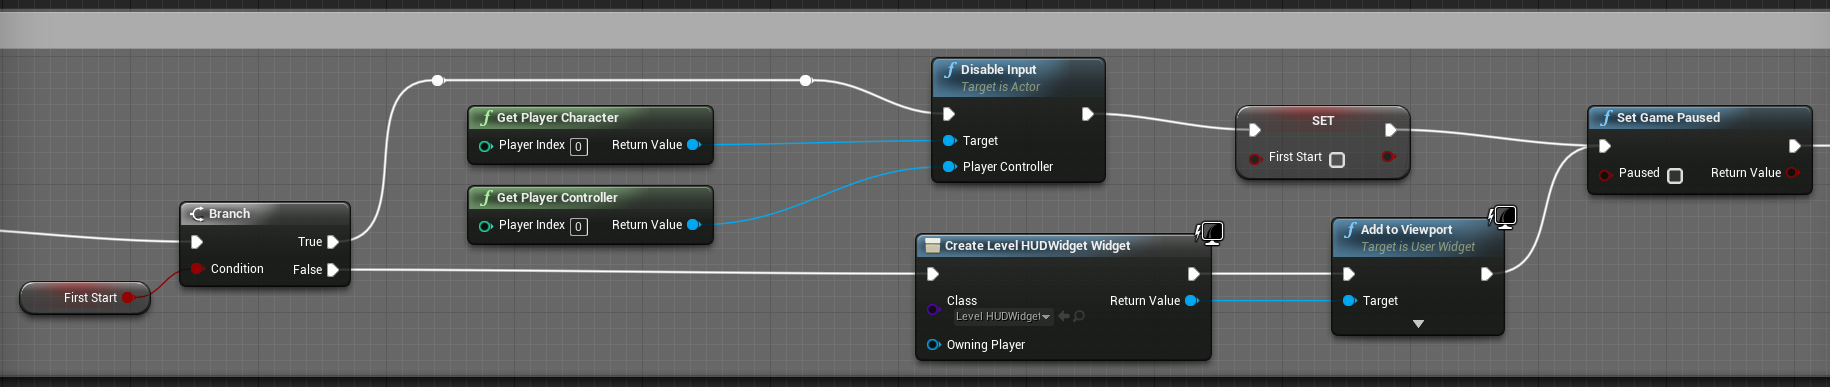 Disable Input
Target is Actor
Target
Player Controller
Get Player Character
Player Index 0 Return Value
Get Player Controller
Player Index 0 Return Value
SET
First Start
Set Game Paused
Paused Return Value
Branch
True
Condition False
First Start
Create Level HUDWidget Widget
Class Return Value
Level HUDWidget
Owning Player
Add to Viewport
Target is User Widget
Target